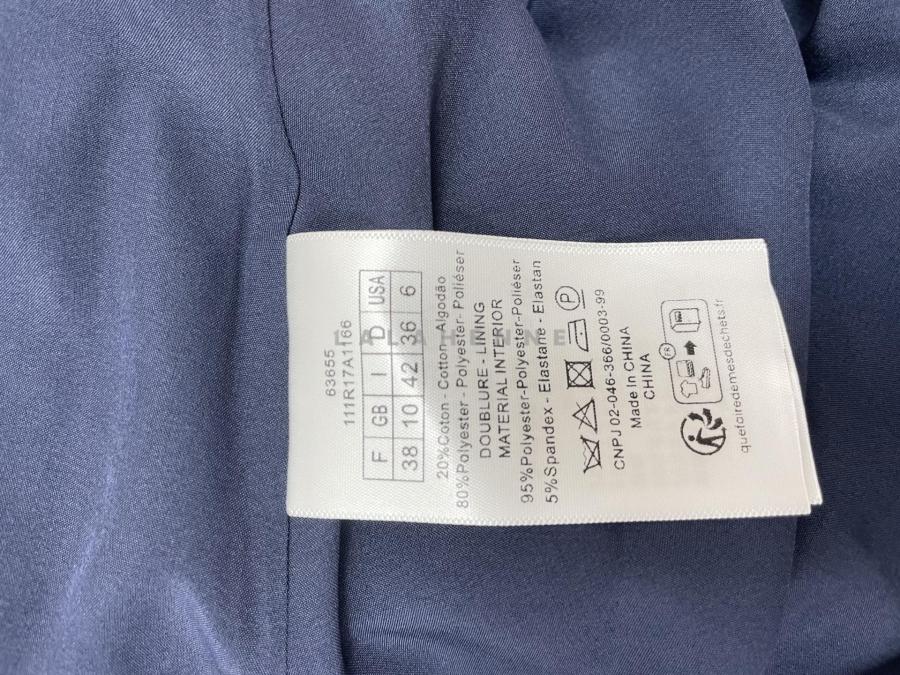 63655
111R17A1166
F GB I D USA
38 10 42 36 6
20%Coton - Cotton- Algodão
80%Polyester - Polyester- Poliéser
DOUBLURE - LINING
MATERIAL INTERIOR
95%Polyester-Polyester-Poliéser
5%Spandex - Elastane - Elastan
P
CNPJ 02-046-366/0003-99
Made In CHINA
CHINA
FR
quefairedemesdechets.fr